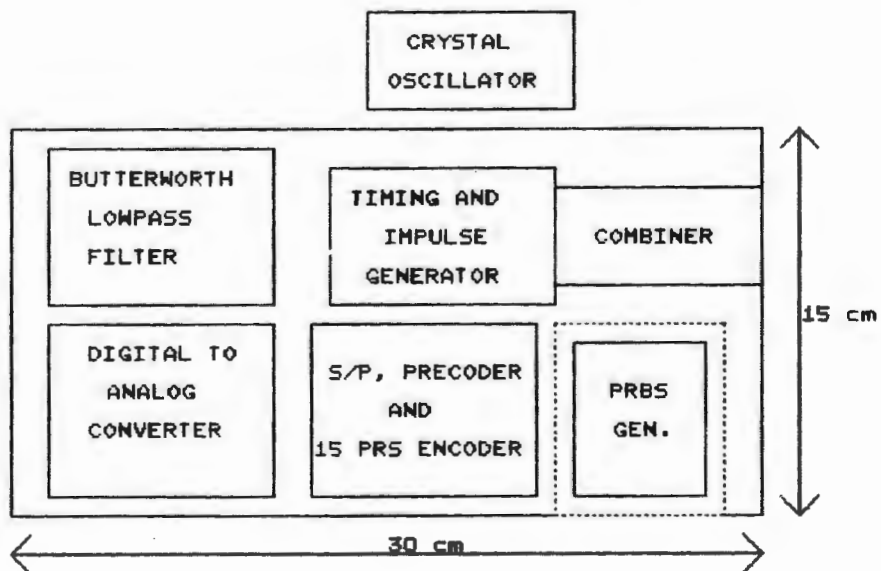 CRYSTAL
OSCILLATOR
BUTTERWORTH
LOWPASS
FILTER
TIMING AND
IMPULSE
GENERATOR
COMBINER
15 cm
DIGITAL TO
ANALOG
CONVERTER
S/P, PRECODER
AND
15 PRS ENCODER
PRBS
GEN.
30 cm